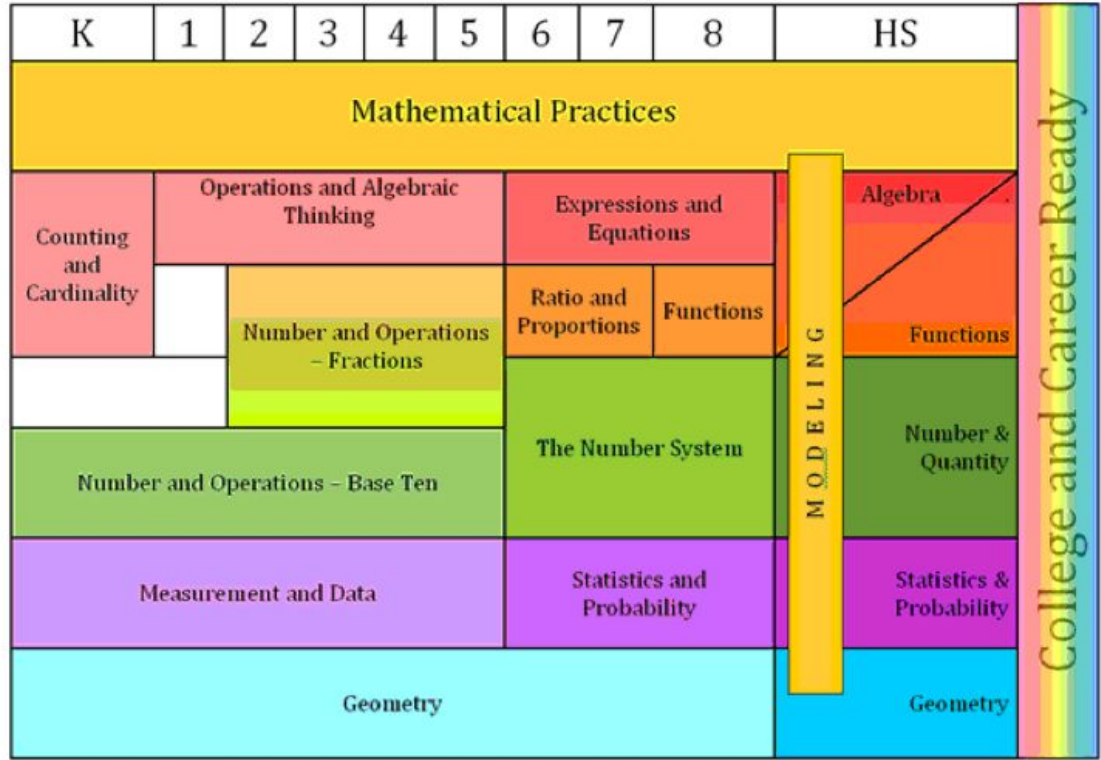 K 1 2 3 4 5 6 7 8 HS
Mathematical Practices
Counting
and
Cardinality
Operations and Algebraic
Thinking
Expressions and
Equations
Algebra
Number and Operations
– Fractions
Ratio and
Proportions
Functions
Functions
Number and Operations – Base Ten
The Number System
Number &
Quantity
Measurement and Data
Statistics and
Probability
Statistics &
Probability
Geometry
Geometry
MODELING
College and Career Ready